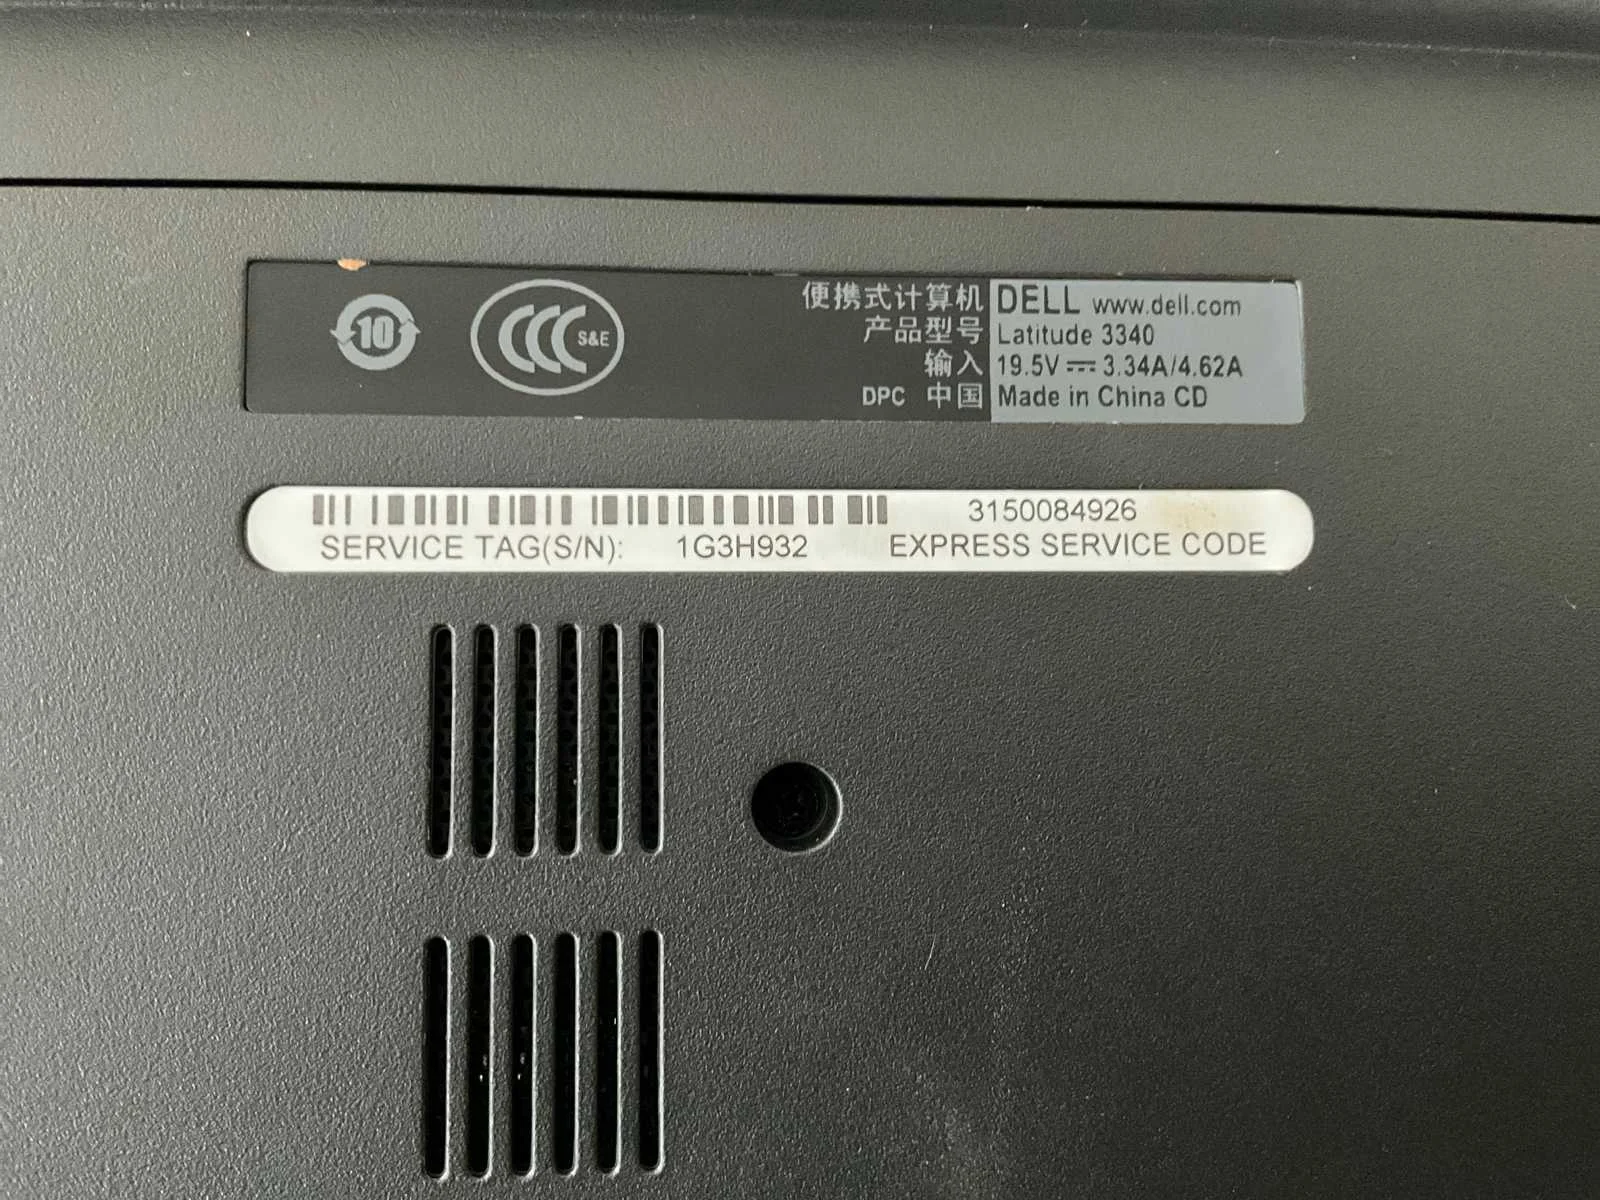 10
CCC S&E
便携式计算机 DELL www.dell.com
产品型号 Latitude 3340
输入 19.5V ⎓ 3.34A/4.62A
DPC 中国 Made in China CD
3150084926
SERVICE TAG(S/N): 1G3H932 EXPRESS SERVICE CODE